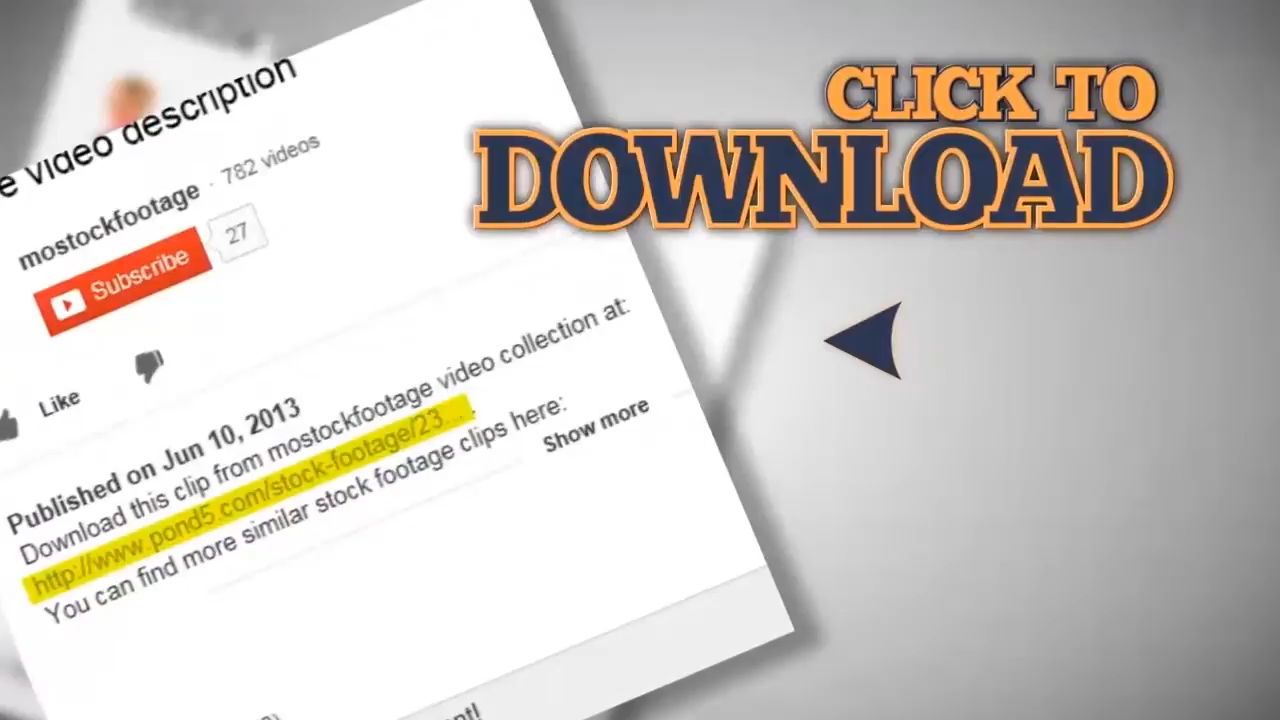 CLICK TO
DOWNLOAD
e video description
mostockfootage · 782 videos
Subscribe 27
Like
Published on Jun 10, 2013
Download this clip from mostockfootage video collection at:
http://www.pond5.com/stock-footage/23... .
You can find more similar stock footage clips here:
Show more